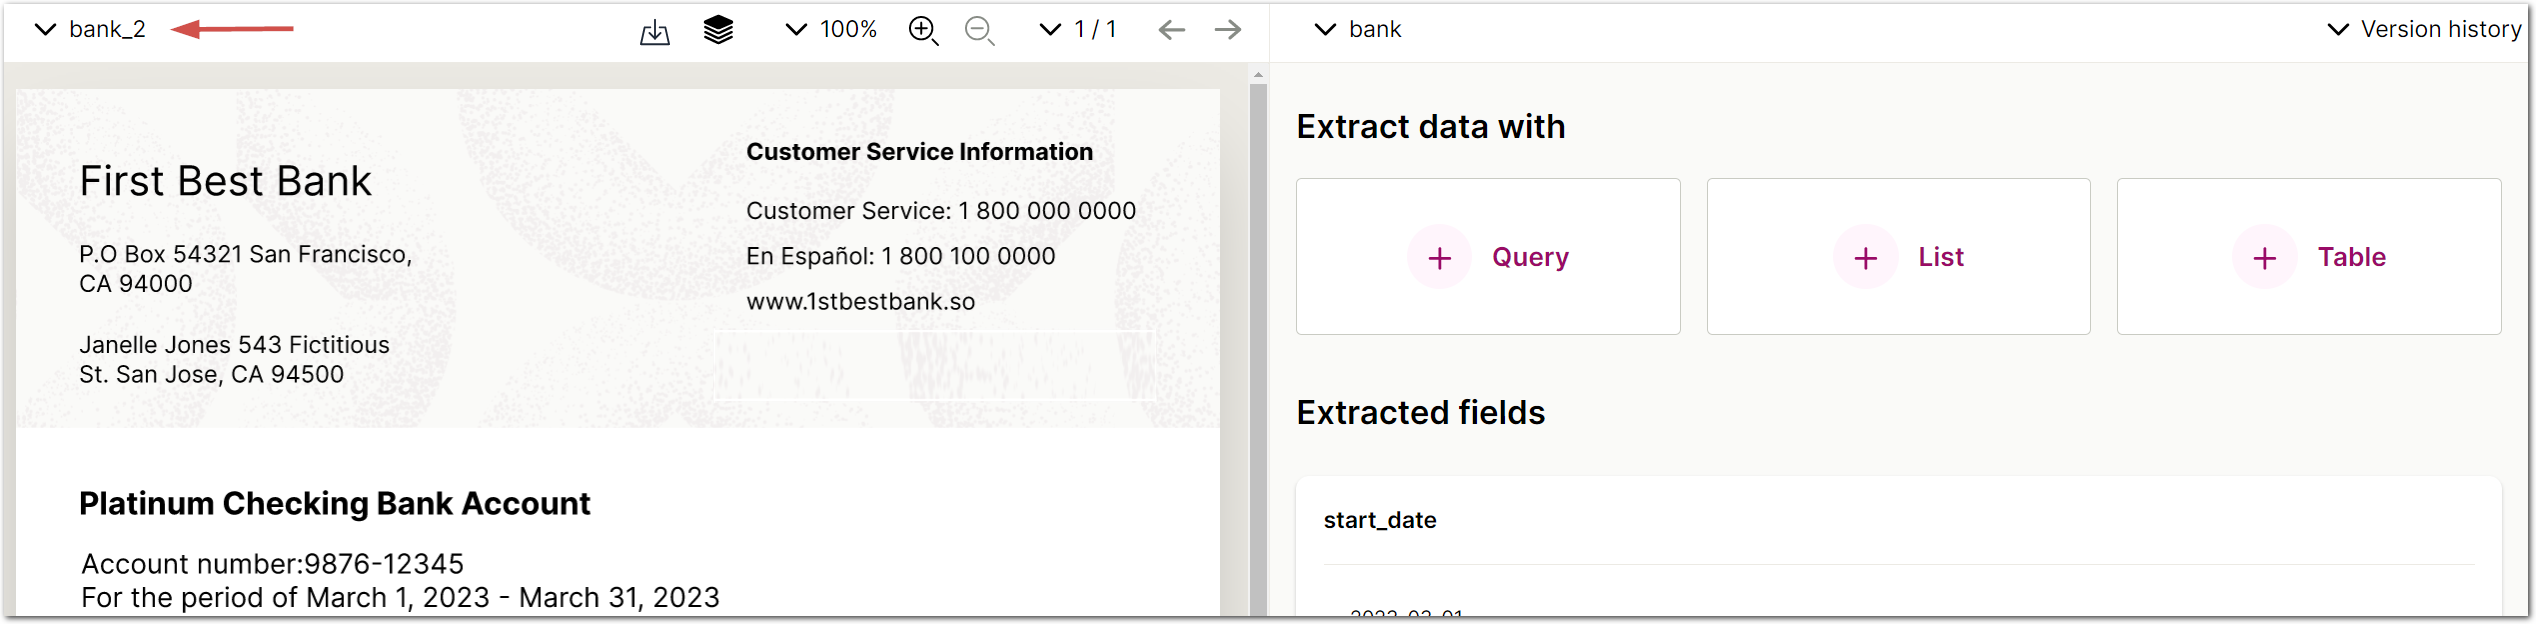 bank_2
100%
1 / 1
bank
Version history
First Best Bank
P.O Box 54321 San Francisco,
CA 94000
Janelle Jones 543 Fictitious
St. San Jose, CA 94500
Customer Service Information
Customer Service: 1 800 000 0000
En Español: 1 800 100 0000
www.1stbestbank.so
Platinum Checking Bank Account
Account number:9876-12345
For the period of March 1, 2023 - March 31, 2023
Extract data with
Query
List
Table
Extracted fields
start_date
2023-03-01